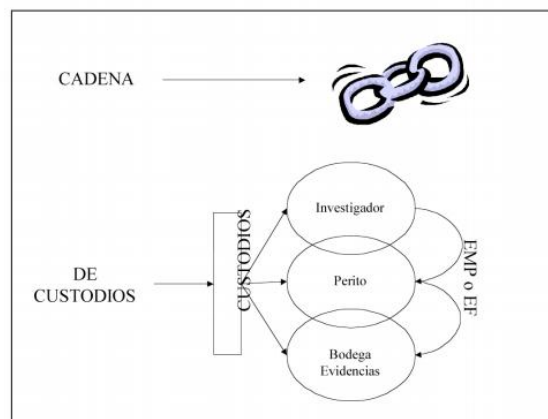 CADENA
DE
CUSTODIOS
CUSTODIOS
Investigador
Perito
Bodega
Evidencias
EMP o EF